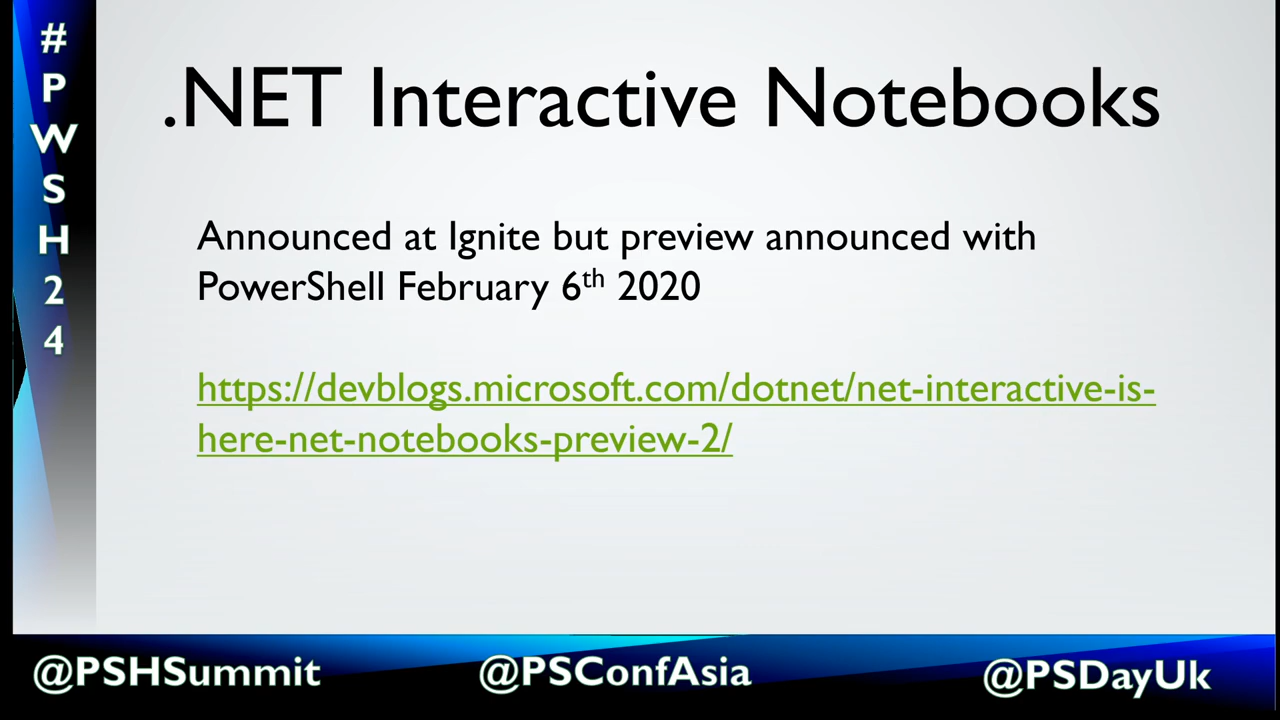 #
P
W
S
H
2
4
.NET Interactive Notebooks
Announced at Ignite but preview announced with
PowerShell February 6th 2020
https://devblogs.microsoft.com/dotnet/net-interactive-is-
here-net-notebooks-preview-2/
@PSHSummit
@PSConfAsia
@PSDayUk